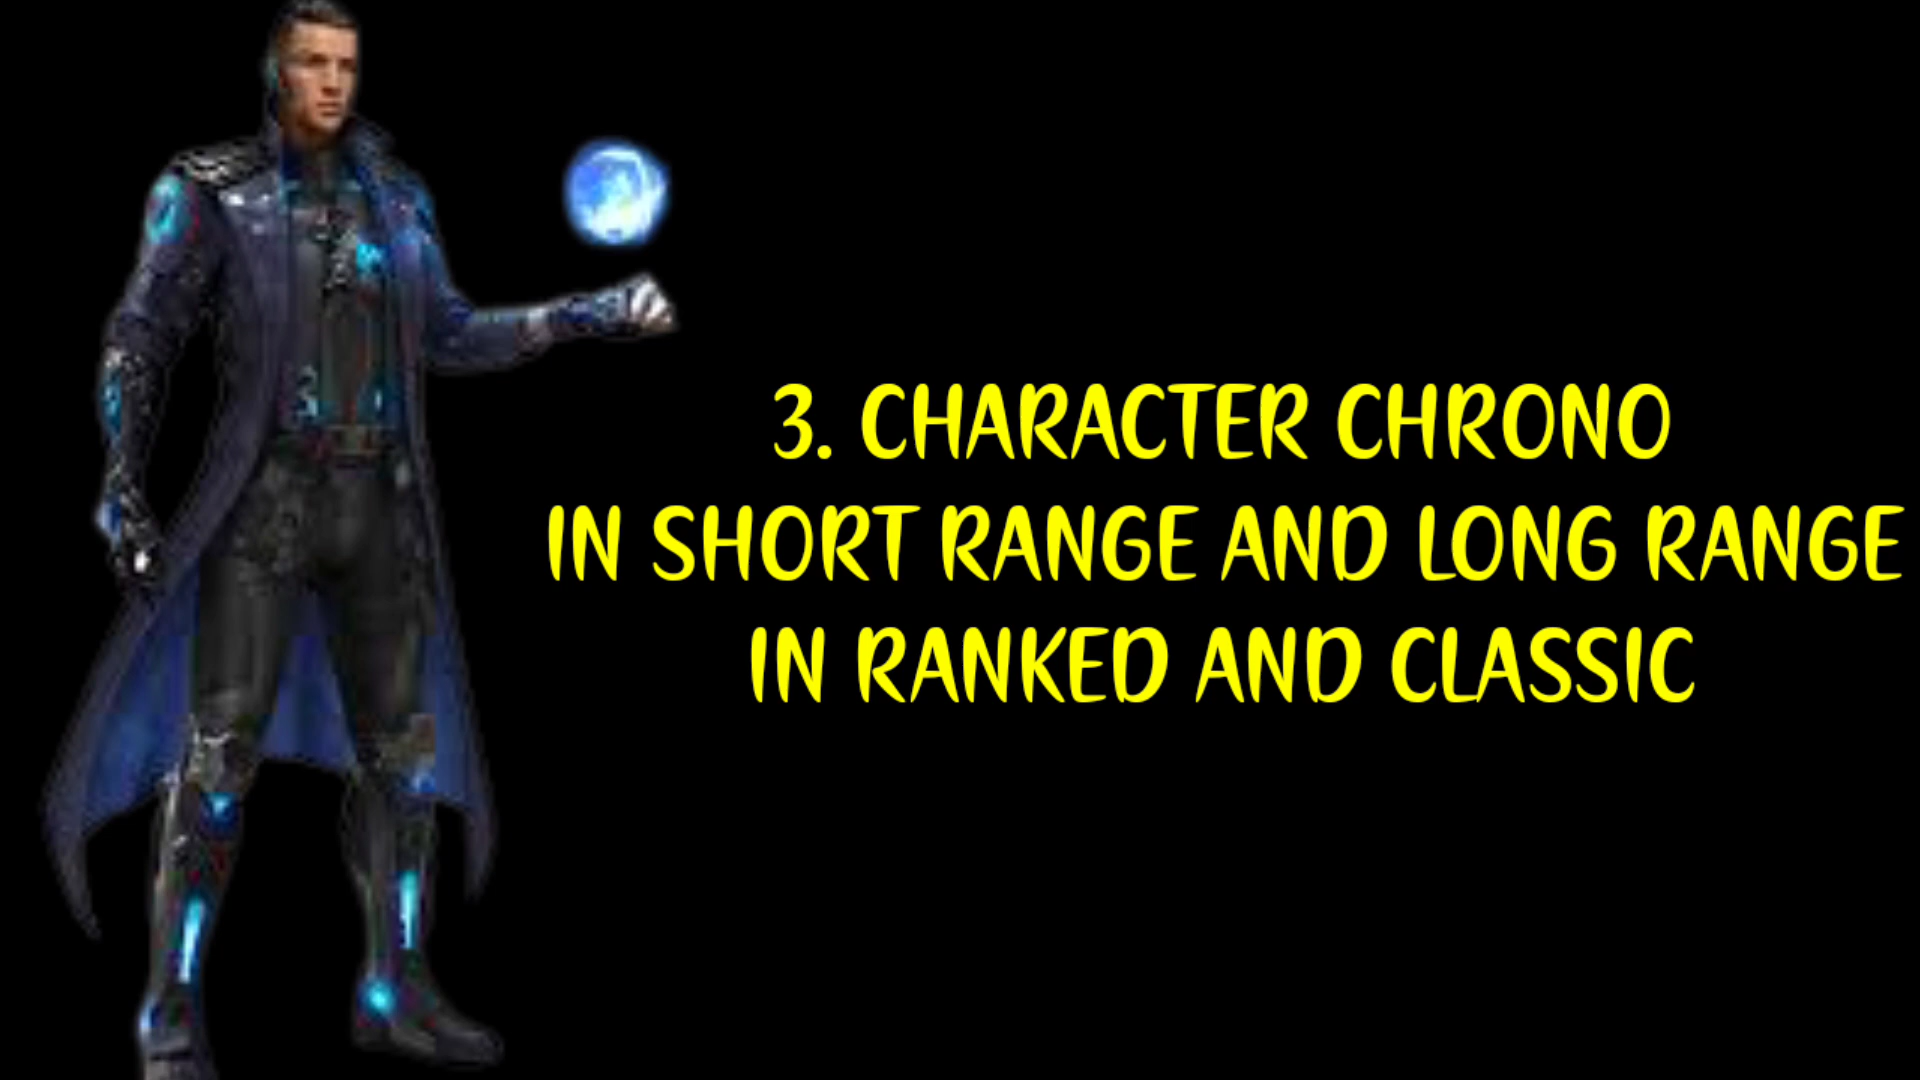 3. CHARACTER CHRONO
IN SHORT RANGE AND LONG RANGE
IN RANKED AND CLASSIC